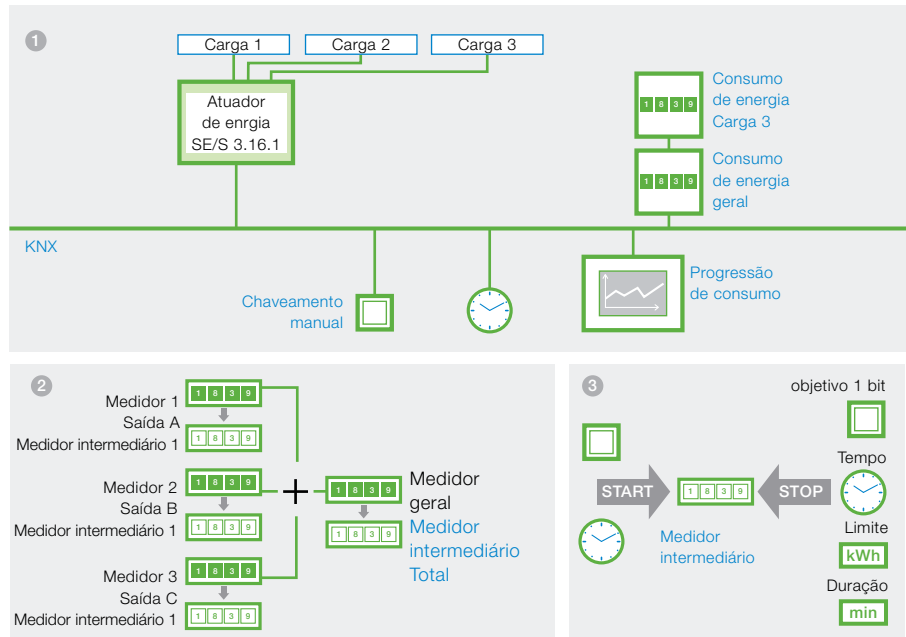 1
Carga 1
Carga 2
Carga 3
Atuador
de enrgia
SE/S 3.16.1
1 8 3 9
Consumo
de energia
Carga 3
1 8 3 9
Consumo
de energia
geral
KNX
Chaveamento
manual
Progressão
de consumo
2
Medidor 1
1 8 3 9
Saída A
Medidor intermediário 1
1 8 3 9
Medidor 2
1 8 3 9
Saída B
Medidor intermediário 1
1 8 3 9
Medidor 3
1 8 3 9
Saída C
Medidor intermediário 1
1 8 3 9
1 8 3 9
Medidor
geral
1 8 3 9
Medidor
intermediário
Total
3
objetivo 1 bit
START
1 8 3 9
STOP
Medidor
intermediário
Tempo
Limite
kWh
Duração
min